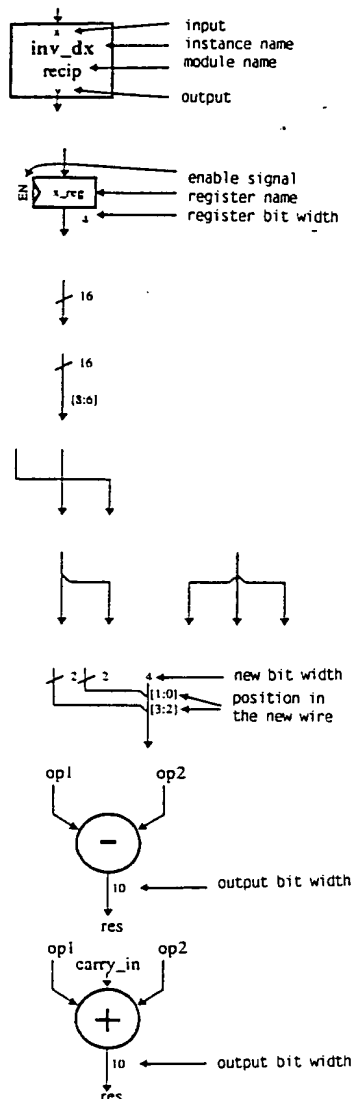 x
input
inv_dx
instance name
recip
module name
y
output
enable signal
EN
x_reg
register name
4
register bit width
16
16
[3:6]
2
2
4
new bit width
[1:0]
position in
[3:2]
the new wire
op1
op2
−
10
output bit width
res
op1
op2
carry_in
+
10
output bit width
res